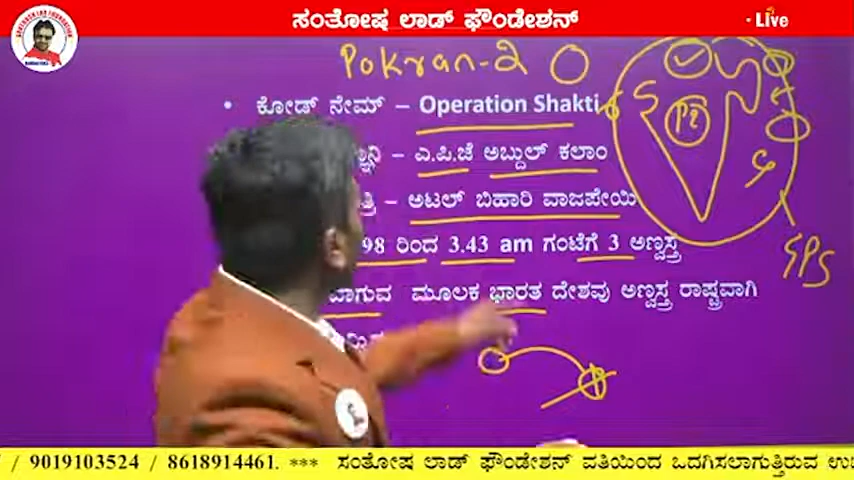 ಸಂತೋಷ ಲಾಡ್ ಫೌಂಡೇಶನ್
Live
Pokran-2
• ಕೋಡ್ ನೇಮ್ – Operation Shakti
– ಎ.ಪಿ.ಜೆ ಅಬ್ದುಲ್ ಕಲಾಂ
– ಅಟಲ್ ಬಿಹಾರಿ ವಾಜಪೇಯಿ
98 ರಿಂದ 3.43 am ಗಂಟೆಗೆ 3 ಅಣ್ವಸ್ತ್ರ
ವಾಗುವ ಮೂಲಕ ಭಾರತ ದೇಶವು ಅಣ್ವಸ್ತ್ರ ರಾಷ್ಟ್ರವಾಗಿ
P2
GPS
/ 9019103524 / 8618914461. *** ಸಂತೋಷ ಲಾಡ್ ಫೌಂಡೇಶನ್ ವತಿಯಿಂದ ಒದಗಿಸಲಾಗುತ್ತಿರುವ ಉ